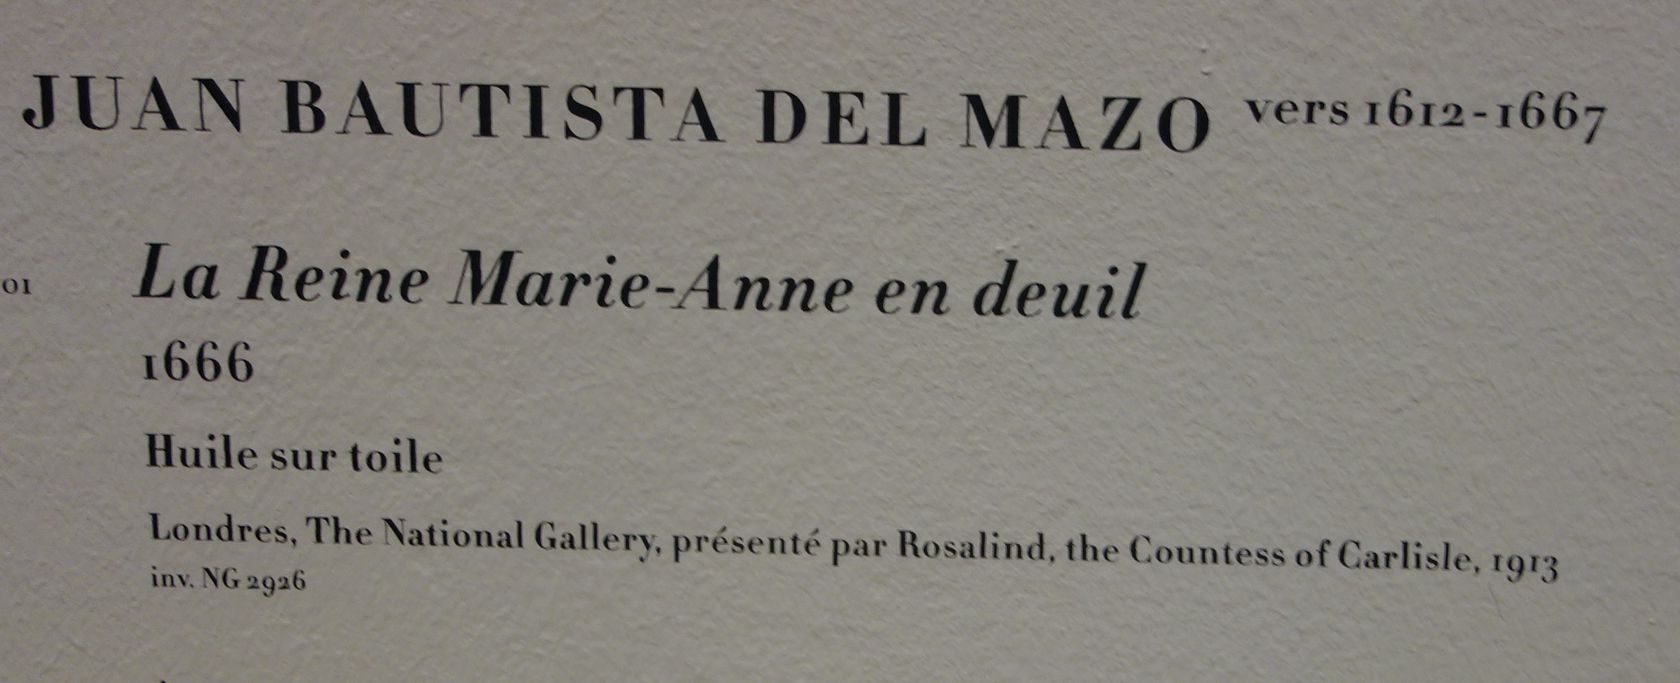 JUAN BAUTISTA DEL MAZO vers 1612-1667
01 La Reine Marie-Anne en deuil
1666
Huile sur toile
Londres, The National Gallery, présenté par Rosalind, the Countess of Carlisle, 1913
inv. NG 2926